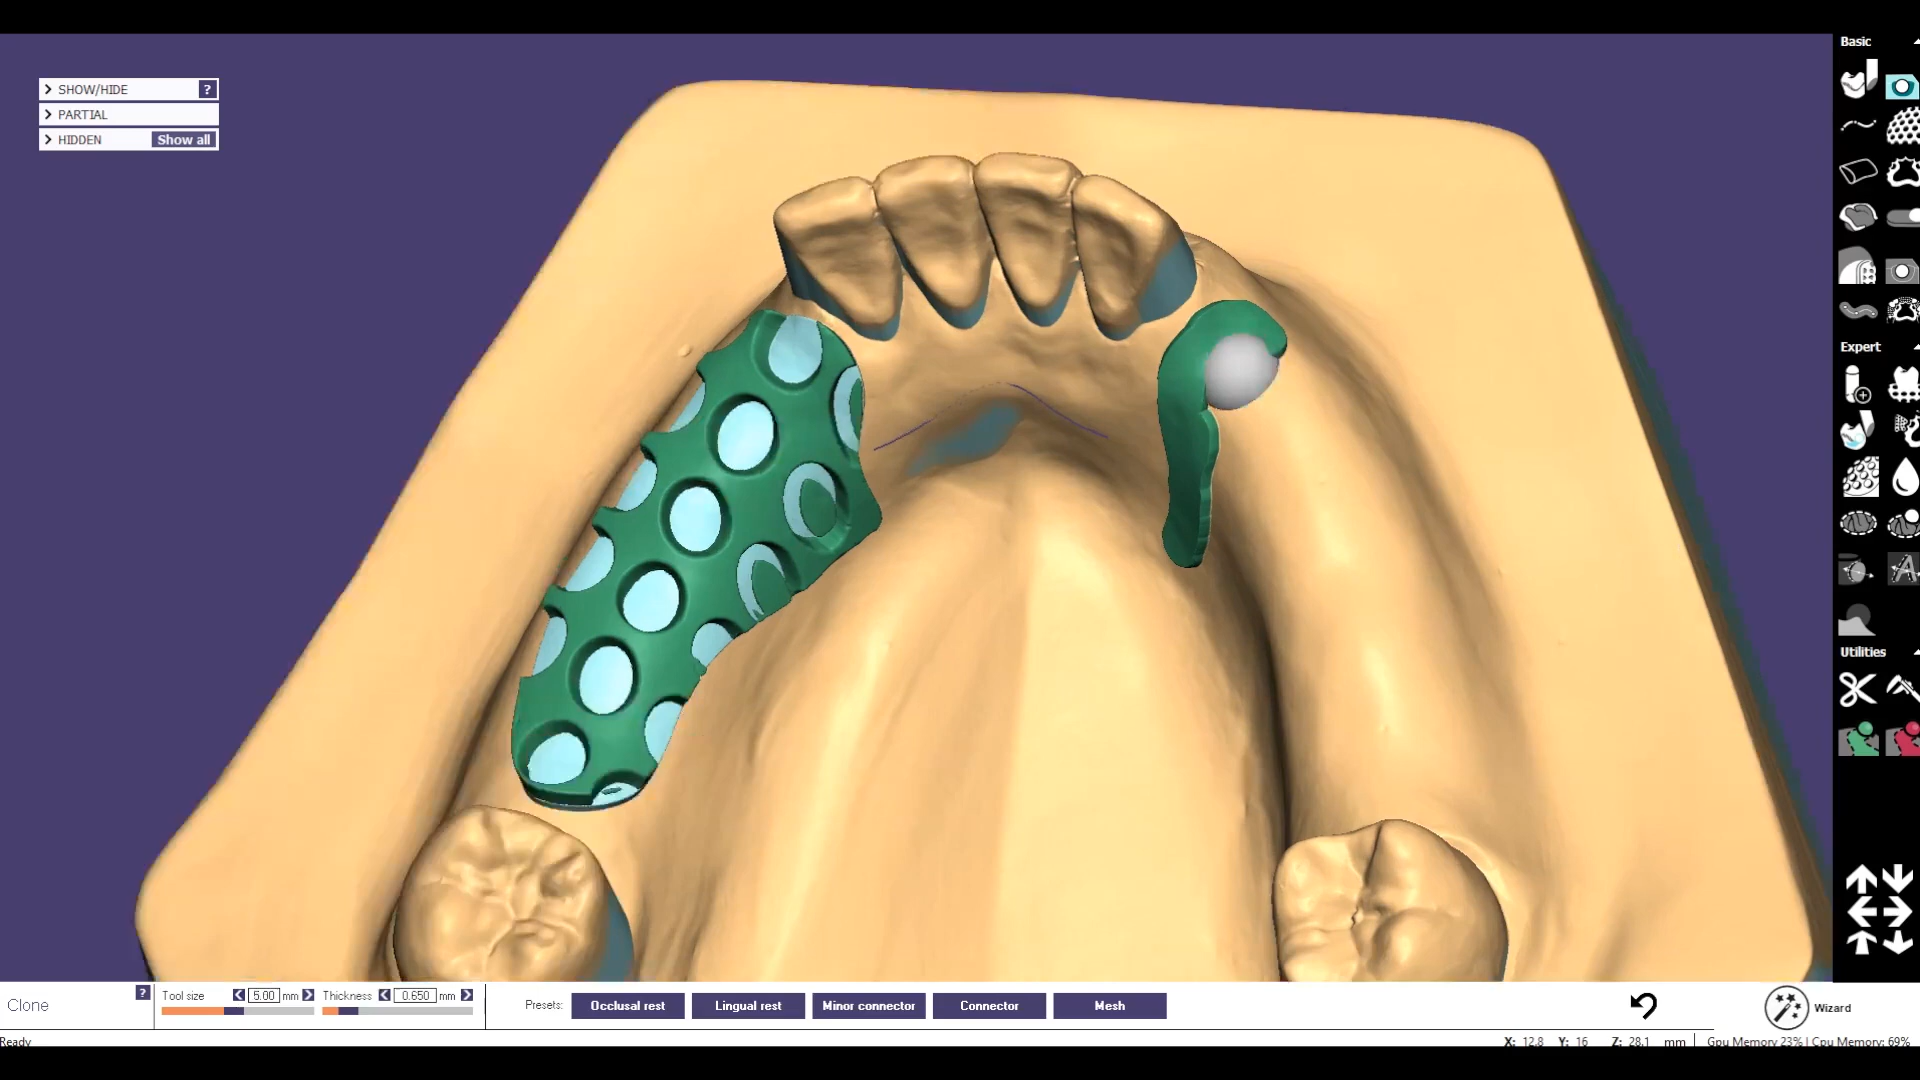 Basic
SHOW/HIDE ?
PARTIAL
HIDDEN Show all
Expert
Utilities
Clone ? Tool size 5.00 mm Thickness 0.650 mm Presets: Occlusal rest Lingual rest Minor connector Connector Mesh Wizard
Ready X: 12.8 Y: 16 Z: 28.1 mm Gpu Memory 23% | Cpu Memory: 69%